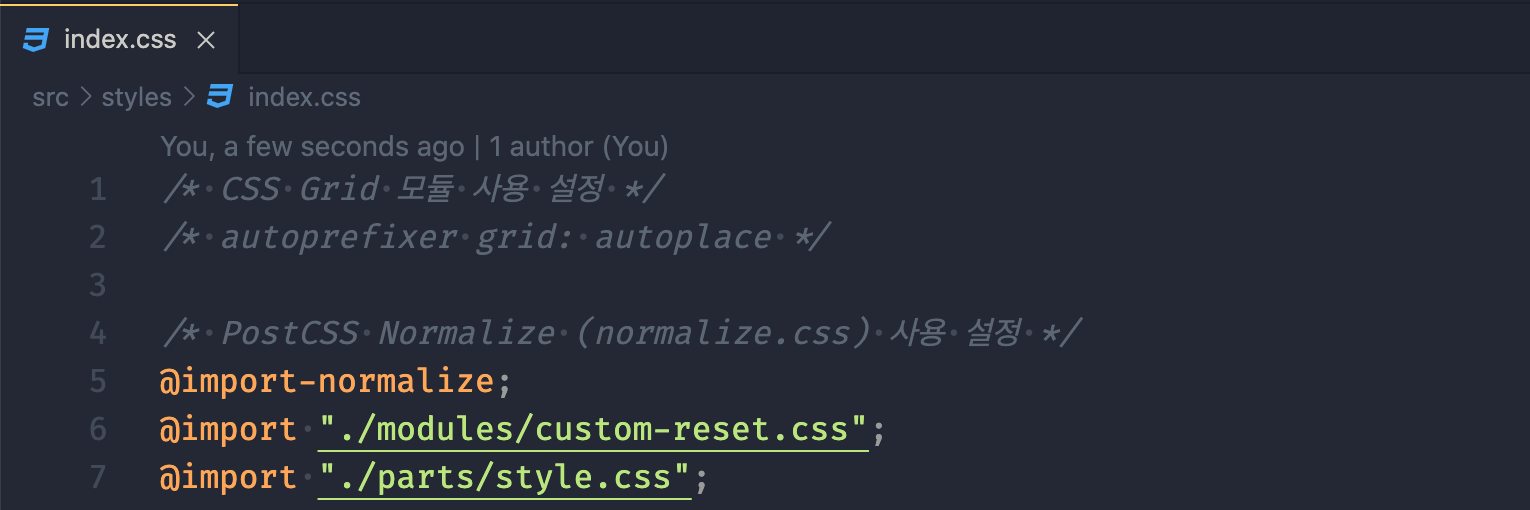 index.css
src > styles > index.css
You, a few seconds ago | 1 author (You)
1 /* CSS Grid 모듈 사용 설정 */
2 /* autoprefixer grid: autoplace */
3
4 /* PostCSS Normalize (normalize.css) 사용 설정 */
5 @import-normalize;
6 @import "./modules/custom-reset.css";
7 @import "./parts/style.css";